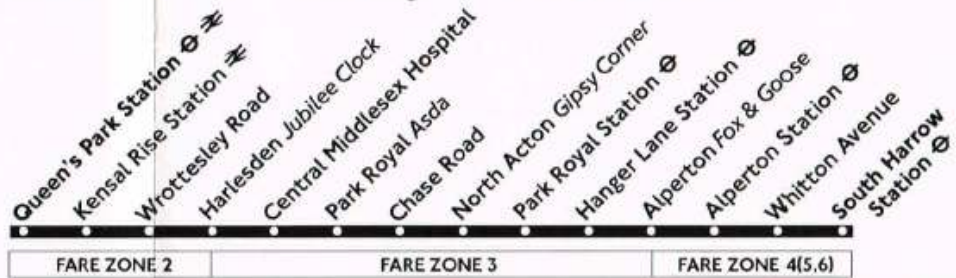 Queen's Park Station
Kensal Rise Station
Wrottesley Road
Harlesden Jubilee Clock
Central Middlesex Hospital
Park Royal Asda
Chase Road
North Acton Gipsy Corner
Park Royal Station
Hanger Lane Station
Alperton Fox & Goose
Alperton Station
Whitton Avenue
South Harrow
Station
FARE ZONE 2
FARE ZONE 3
FARE ZONE 4(5,6)